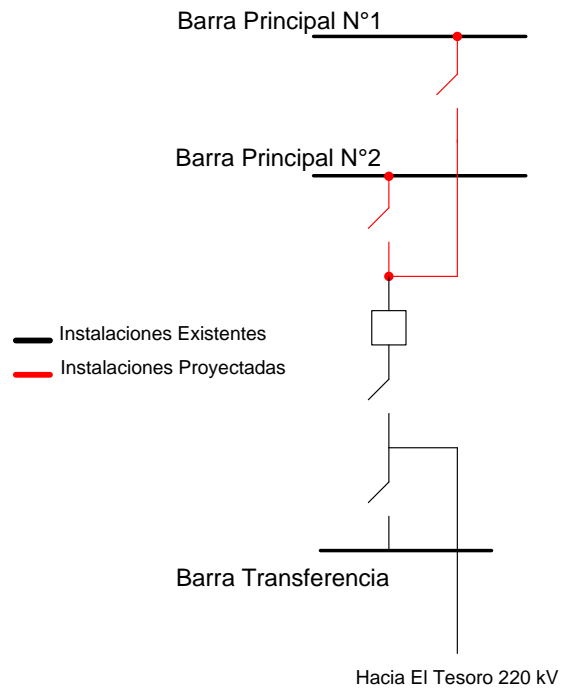 Barra Principal N°1
Barra Principal N°2
Instalaciones Existentes
Instalaciones Proyectadas
Barra Transferencia
Hacia El Tesoro 220 kV